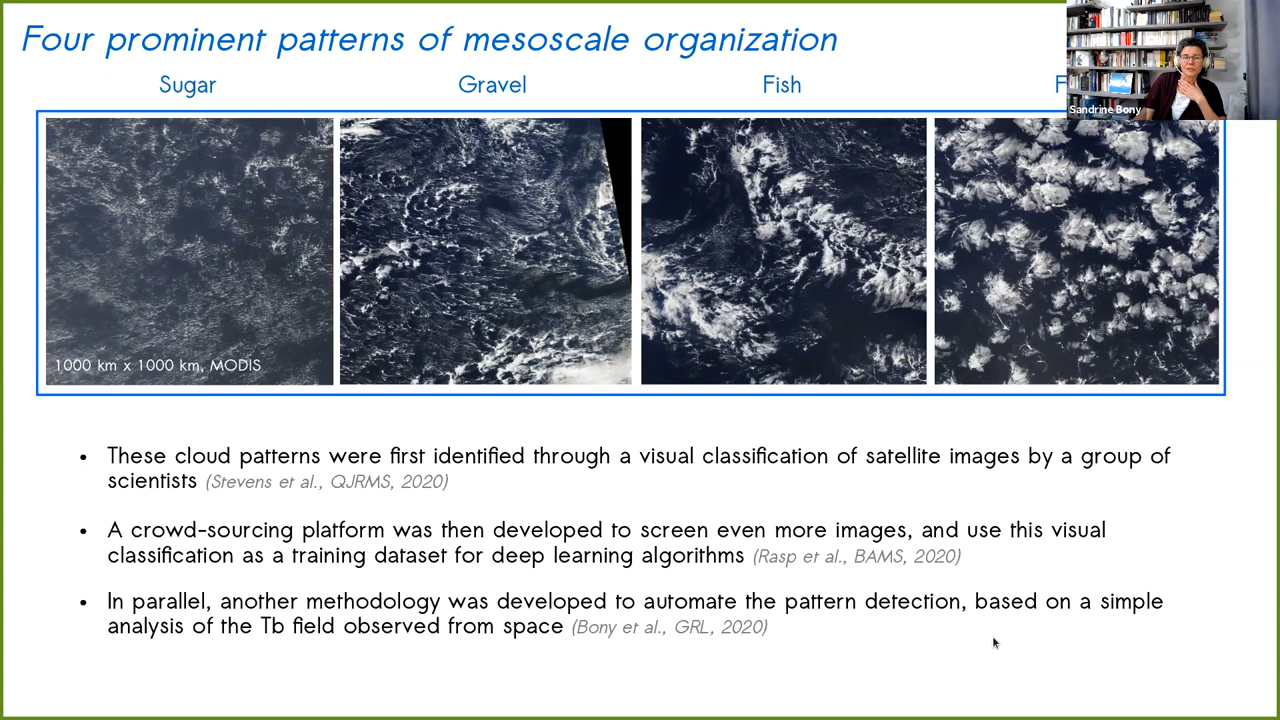 Four prominent patterns of mesoscale organization
Sugar
Gravel
Fish
Sandrine Bony
1000 km x 1000 km, MODIS
• These cloud patterns were first identified through a visual classification of satellite images by a group of
scientists (Stevens et al., QJRMS, 2020)
• A crowd-sourcing platform was then developed to screen even more images, and use this visual
classification as a training dataset for deep learning algorithms (Rasp et al., BAMS, 2020)
• In parallel, another methodology was developed to automate the pattern detection, based on a simple
analysis of the Tb field observed from space (Bony et al., GRL, 2020)